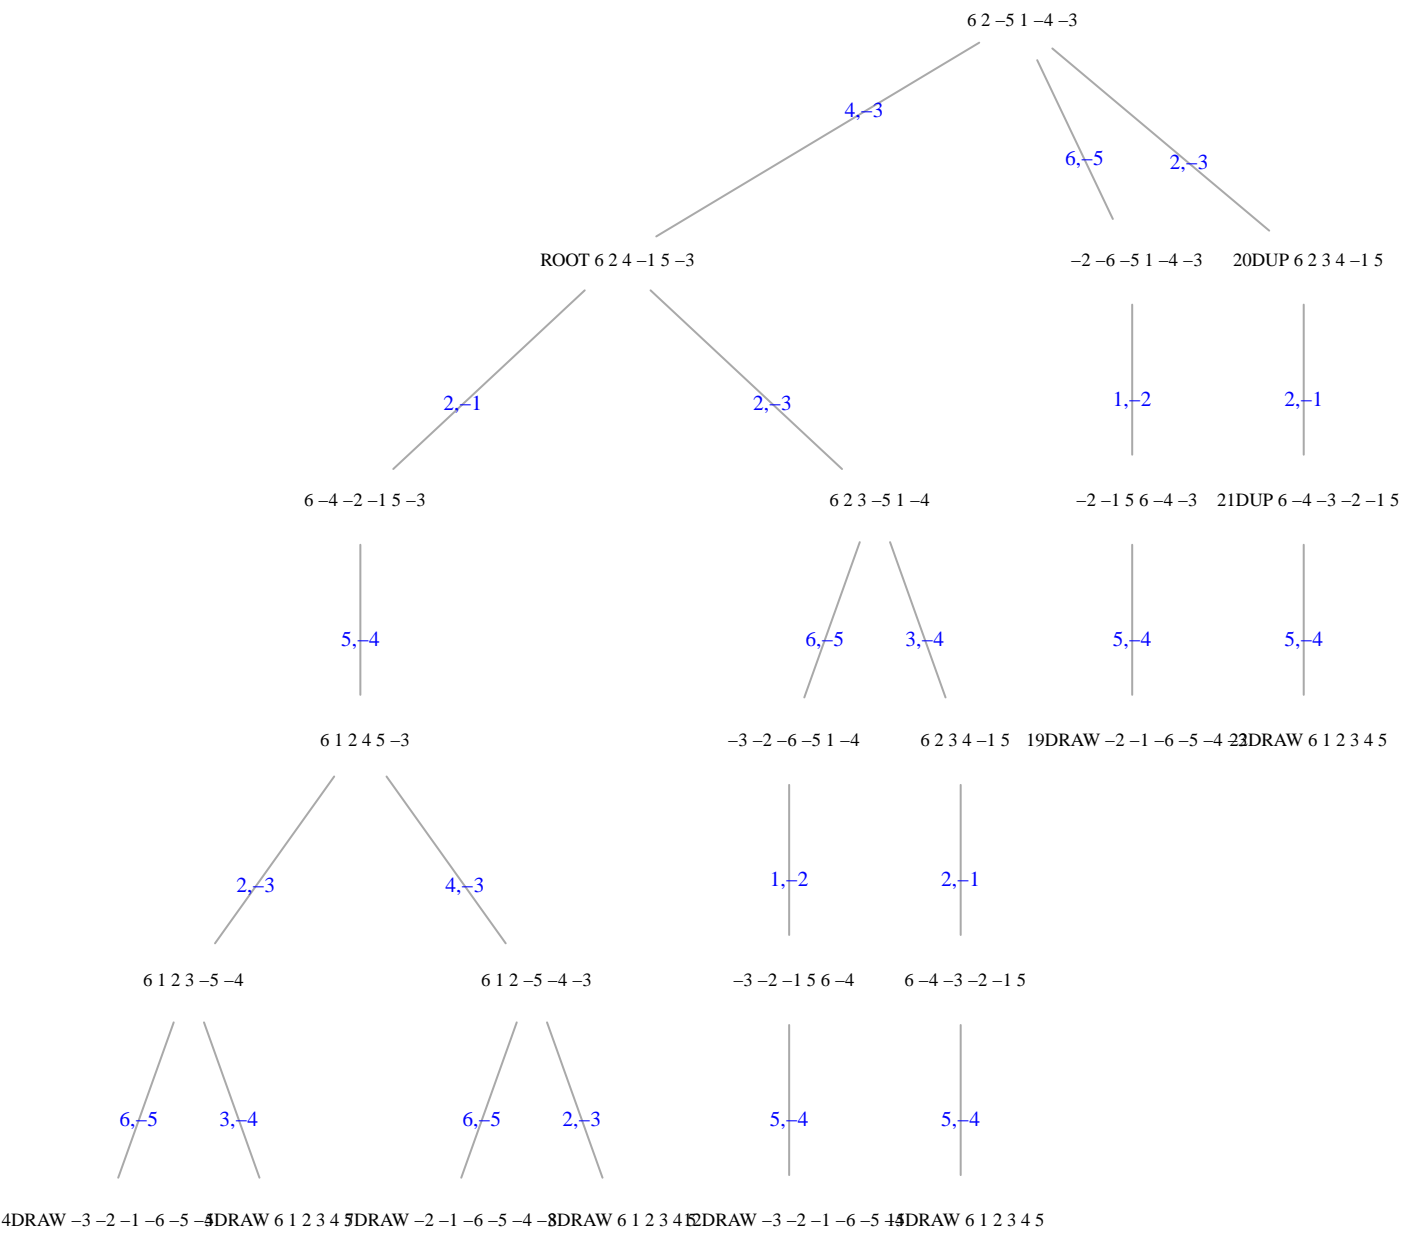 6 2 –5 1 –4 –3
4,–3
6,–5
2,–3
ROOT 6 2 4 –1 5 –3
–2 –6 –5 1 –4 –3
20DUP 6 2 3 4 –1 5
2,–1
2,–3
1,–2
2,–1
6 –4 –2 –1 5 –3
6 2 3 –5 1 –4
–2 –1 5 6 –4 –3
21DUP 6 –4 –3 –2 –1 5
5,–4
6,–5
3,–4
5,–4
5,–4
6 1 2 4 5 –3
–3 –2 –6 –5 1 –4
6 2 3 4 –1 5
19DRAW –2 –1 –6 –5 –4
DRAW 6 1 2 3 4 5
2,–3
4,–3
1,–2
2,–1
6 1 2 3 –5 –4
6 1 2 –5 –4 –3
–3 –2 –1 5 6 –4
6 –4 –3 –2 –1 5
6,–5
3,–4
6,–5
2,–3
5,–4
5,–4
4DRAW –3 –2 –1 –6 –5
DRAW 6 1 2 3 4
DRAW –2 –1 –6 –5 –4
DRAW 6 1 2 3 4
DRAW –3 –2 –1 –6 –5
DRAW 6 1 2 3 4 5